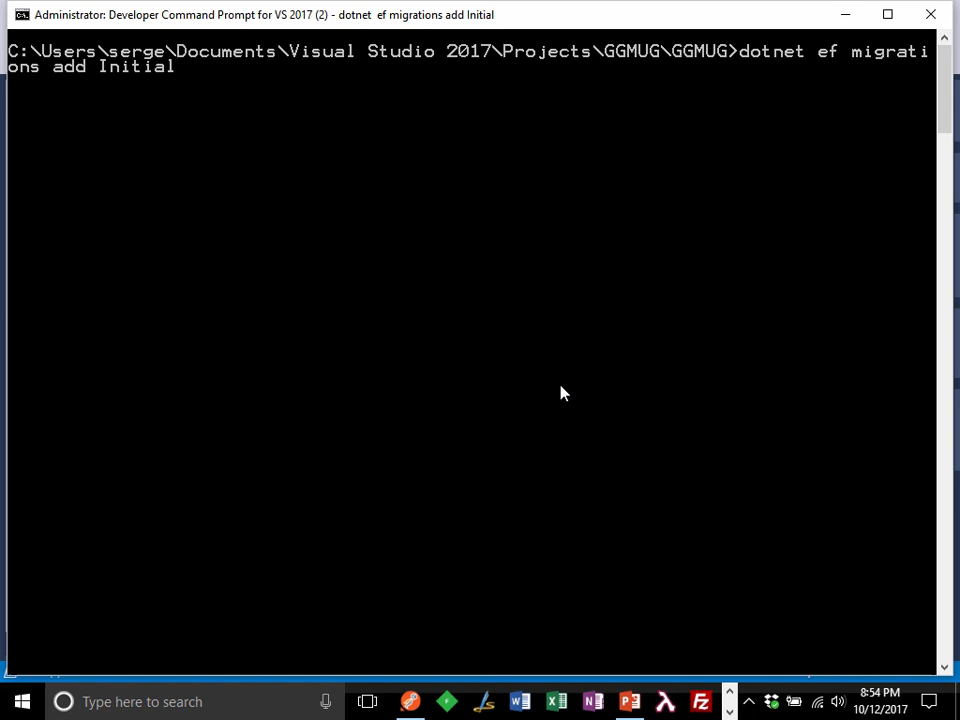 Administrator: Developer Command Prompt for VS 2017 (2) - dotnet  ef migrations add Initial
C:\Users\serge\Documents\Visual Studio 2017\Projects\GGMUG\GGMUG>dotnet ef migrati
ons add Initial
Type here to search
8:54 PM
10/12/2017